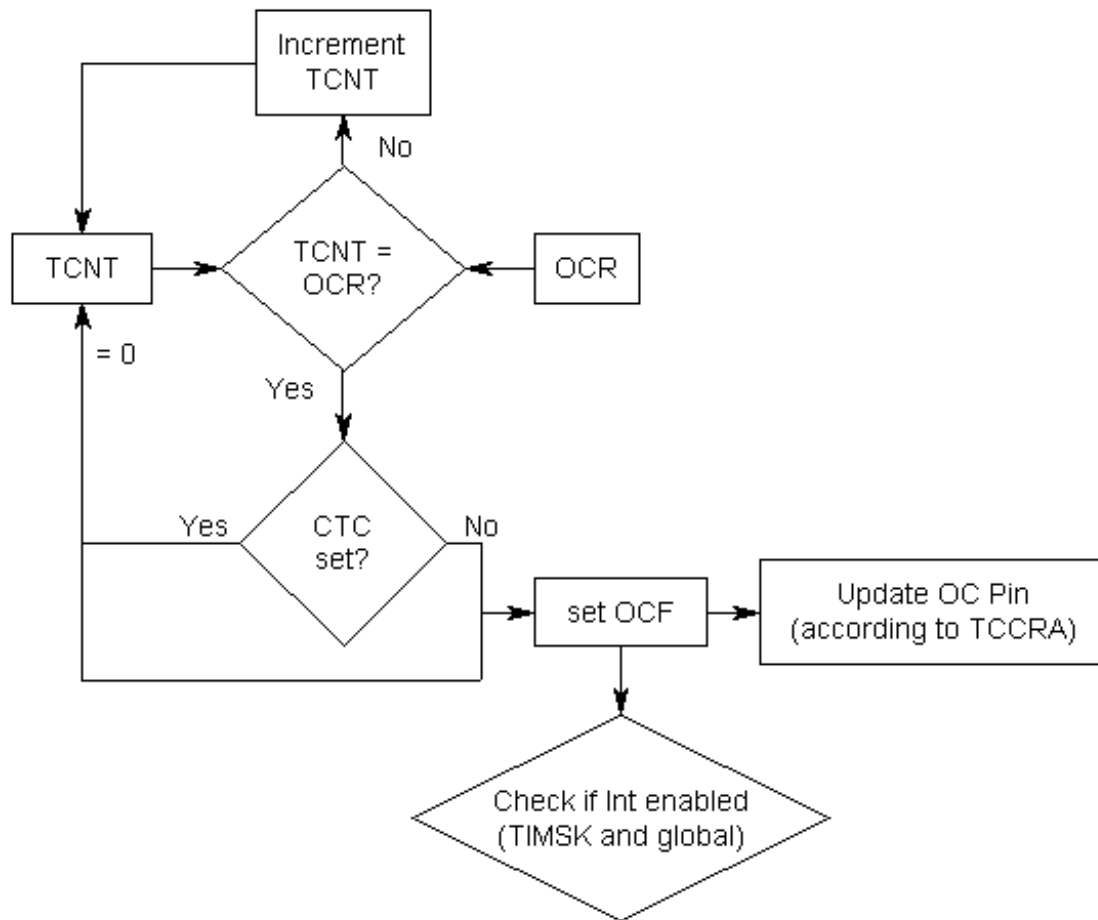 Increment
TCNT
No
TCNT
TCNT =
OCR?
OCR
= 0
Yes
Yes
CTC
set?
No
set OCF
Update OC Pin
(according to TCCRA)
Check if Int enabled
(TIMSK and global)